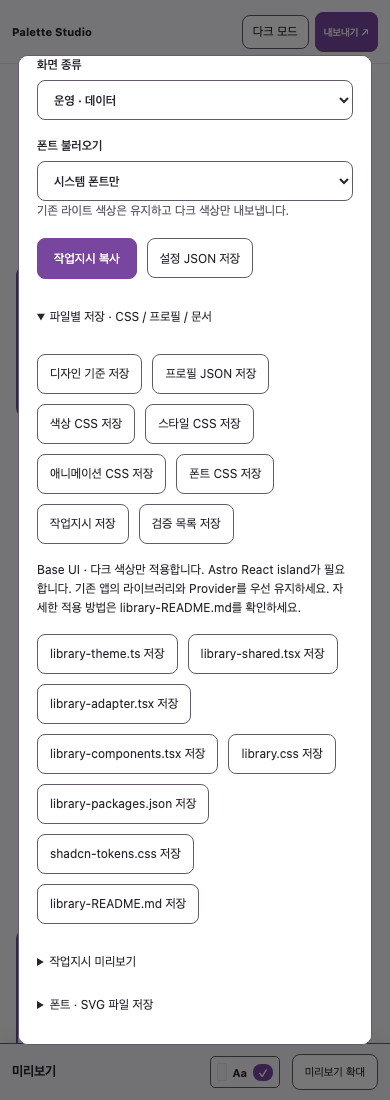 Palette Studio
다크 모드
내보내기 ↗
화면 종류
운영 · 데이터
폰트 불러오기
시스템 폰트만
기존 라이트 색상은 유지하고 다크 색상만 내보냅니다.
작업지시 복사
설정 JSON 저장
▼ 파일별 저장 · CSS / 프로필 / 문서
디자인 기준 저장
프로필 JSON 저장
색상 CSS 저장
스타일 CSS 저장
애니메이션 CSS 저장
폰트 CSS 저장
작업지시 저장
검증 목록 저장
Base UI · 다크 색상만 적용합니다. Astro React island가 필요
합니다. 기존 앱의 라이브러리와 Provider를 우선 유지하세요. 자
세한 적용 방법은 library-README.md를 확인하세요.
library-theme.ts 저장
library-shared.tsx 저장
library-adapter.tsx 저장
library-components.tsx 저장
library.css 저장
library-packages.json 저장
shadcn-tokens.css 저장
library-README.md 저장
▶ 작업지시 미리보기
▶ 폰트 · SVG 파일 저장
미리보기
Aa
미리보기 확대